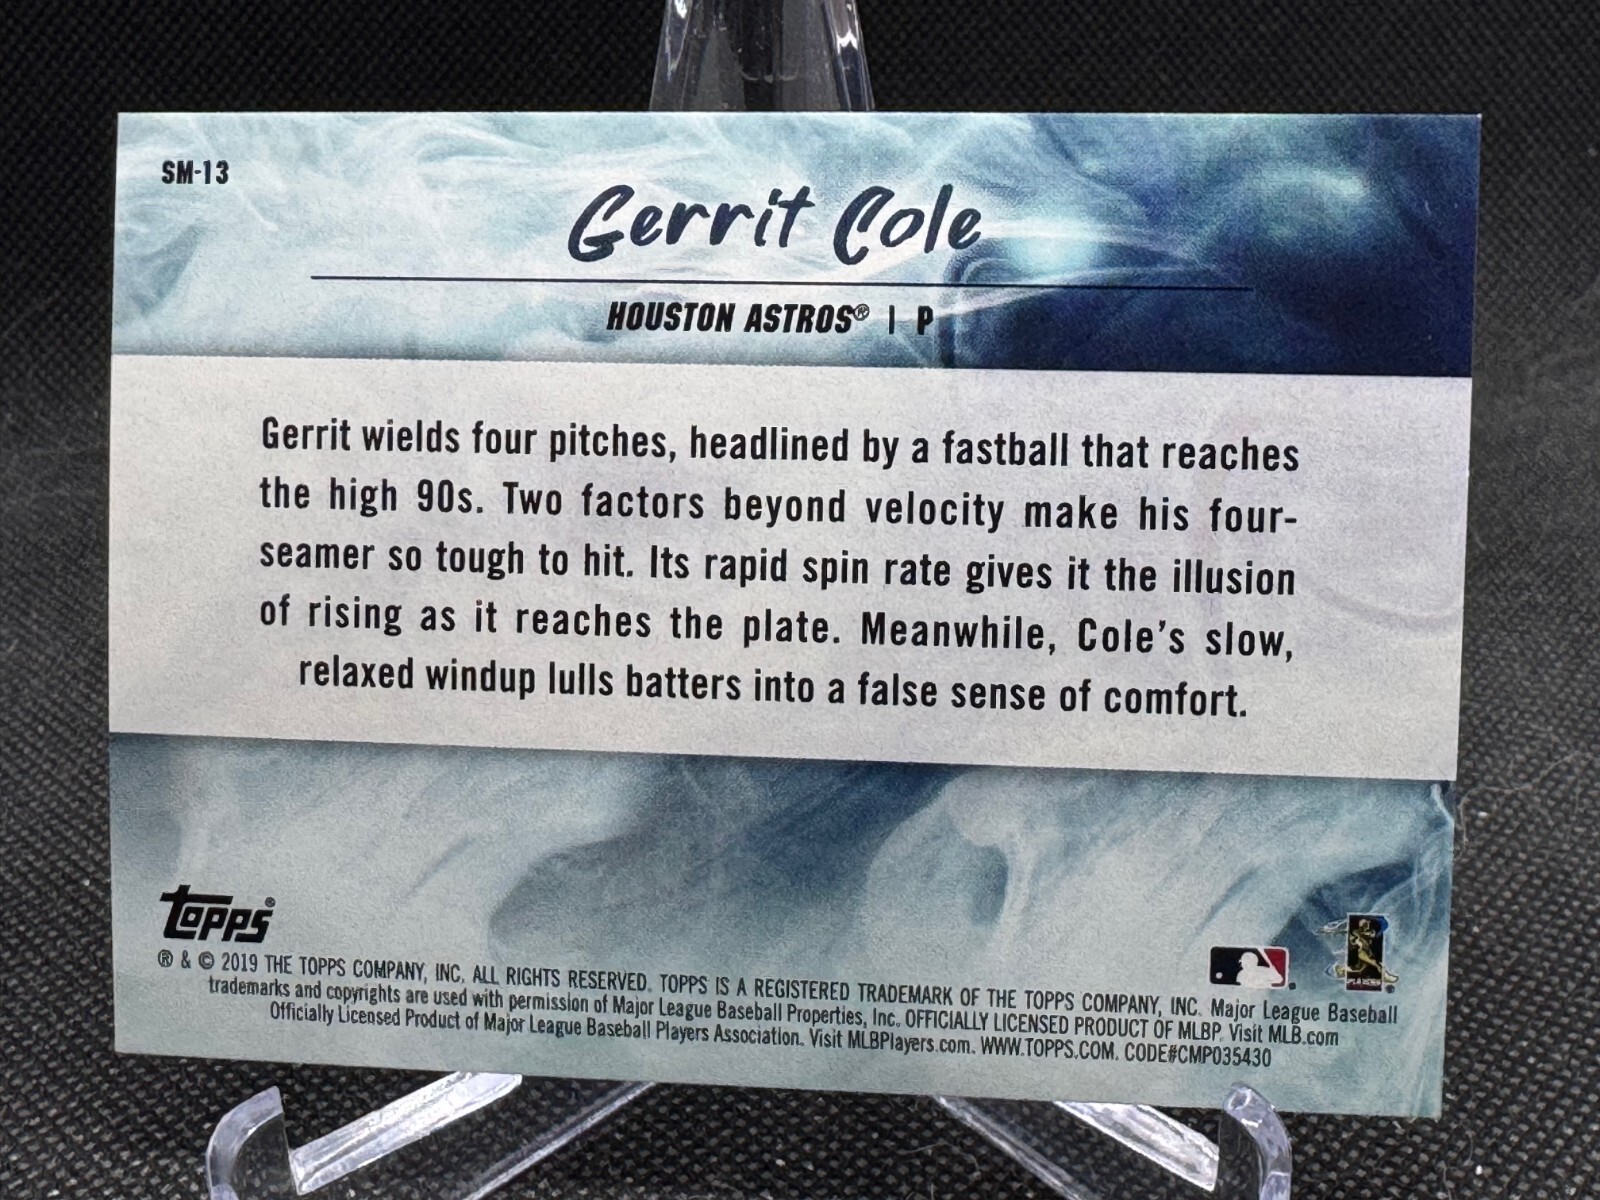 SM-13
Gerrit Cole
HOUSTON ASTROS® | P
Gerrit wields four pitches, headlined by a fastball that reaches
the high 90s. Two factors beyond velocity make his four-
seamer so tough to hit. Its rapid spin rate gives it the illusion
of rising as it reaches the plate. Meanwhile, Cole's slow,
relaxed windup lulls batters into a false sense of comfort.
topps®
® & © 2019 THE TOPPS COMPANY, INC. ALL RIGHTS RESERVED. TOPPS IS A REGISTERED TRADEMARK OF THE TOPPS COMPANY, INC. Major League Baseball
trademarks and copyrights are used with permission of Major League Baseball Properties, Inc. OFFICIALLY LICENSED PRODUCT OF MLBP. Visit MLB.com
Officially Licensed Product of Major League Baseball Players Association. Visit MLBPlayers.com. WWW.TOPPS.COM. CODE#CMP035430